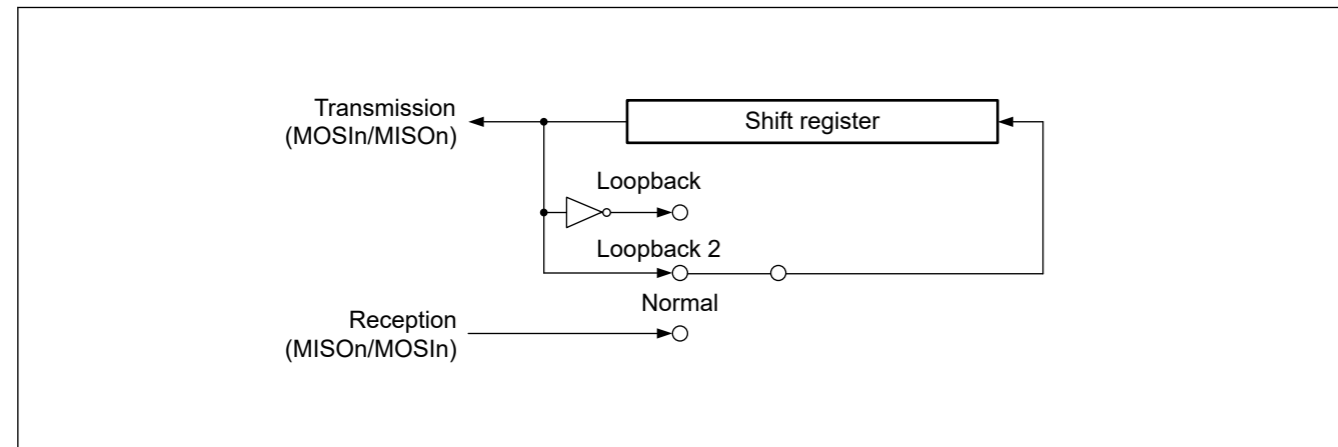 Transmission
(MOSIn/MISOn)
Shift register
Loopback
Loopback 2
Normal
Reception
(MISOn/MOSIn)